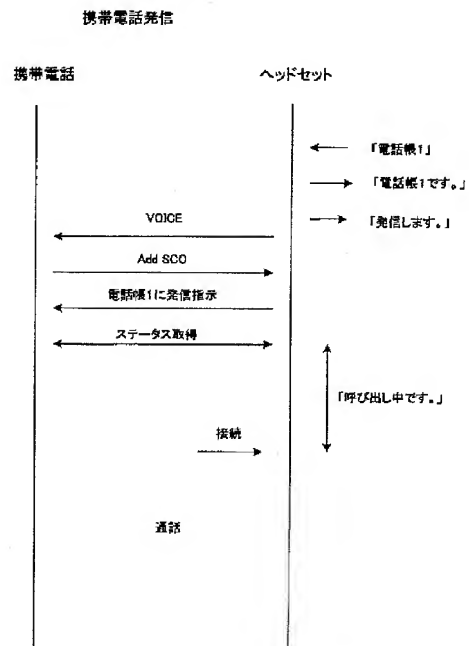 携帯電話発信
携帯電話
ヘッドセット
「電話帳1」
「電話帳1です。」
VOICE
「発信します。」
Add SCO
電話帳1に発信指示
ステータス取得
「呼び出し中です。」
接続
通話